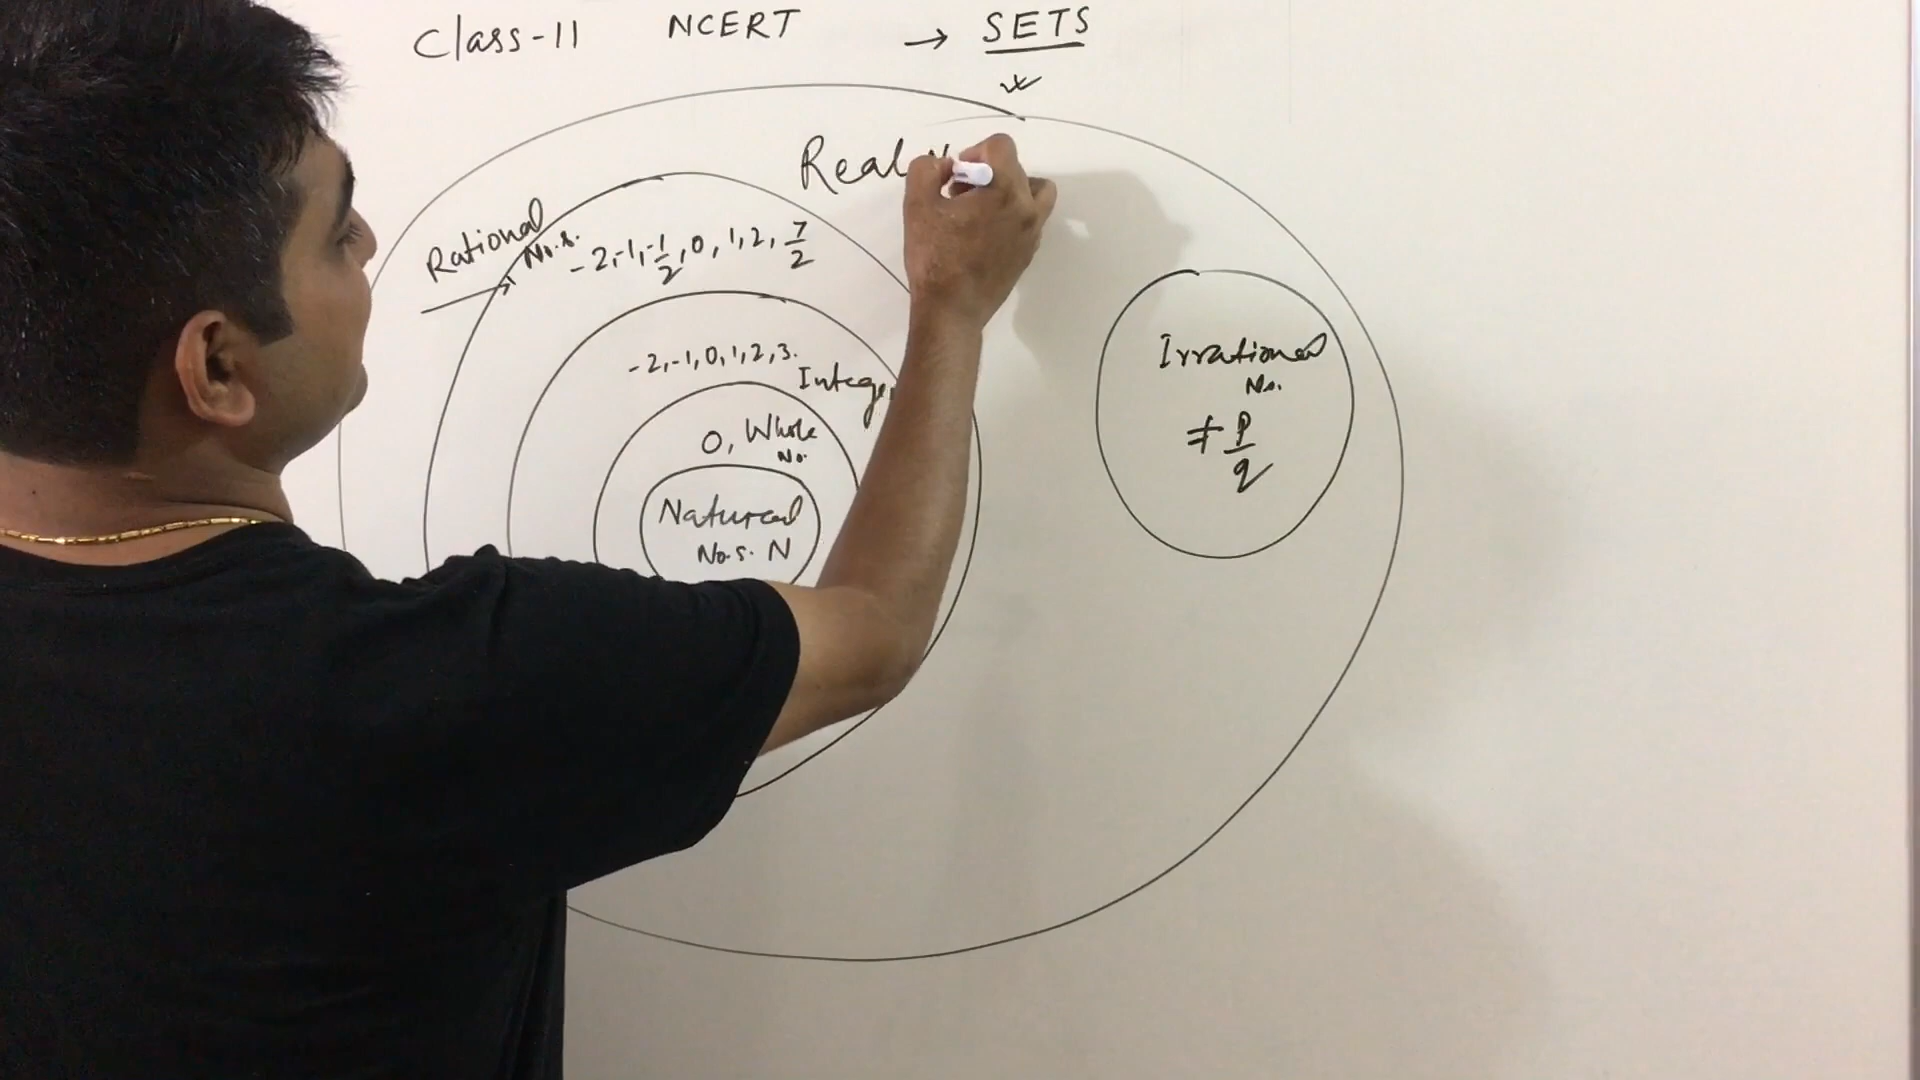 Class-11 NCERT → SETS
Real
Rational
No.s.
-2,-1,-1/2,0,1,2,7/2
-2,-1,0,1,2,3.
Intege
0, Whole
No.
Natural
No.s. N
Irrational
No.
≠ p/q